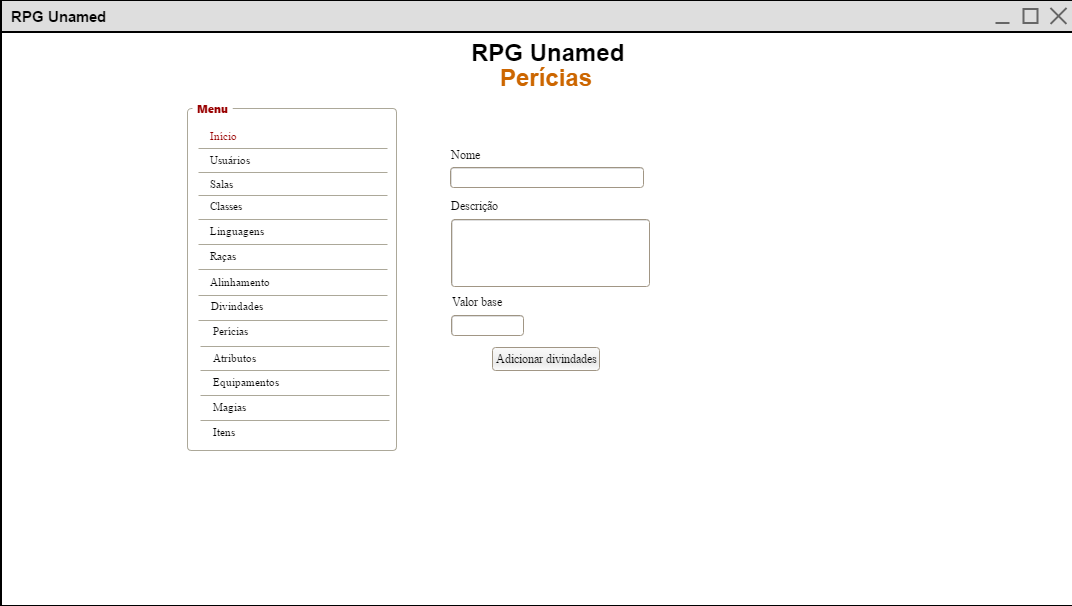 RPG Unamed
RPG Unamed
Perícias
Menu
Inicio
Usuários
Salas
Classes
Linguagens
Raças
Alinhamento
Divindades
Perícias
Atributos
Equipamentos
Magias
Itens
Nome
Descrição
Valor base
Adicionar divindades